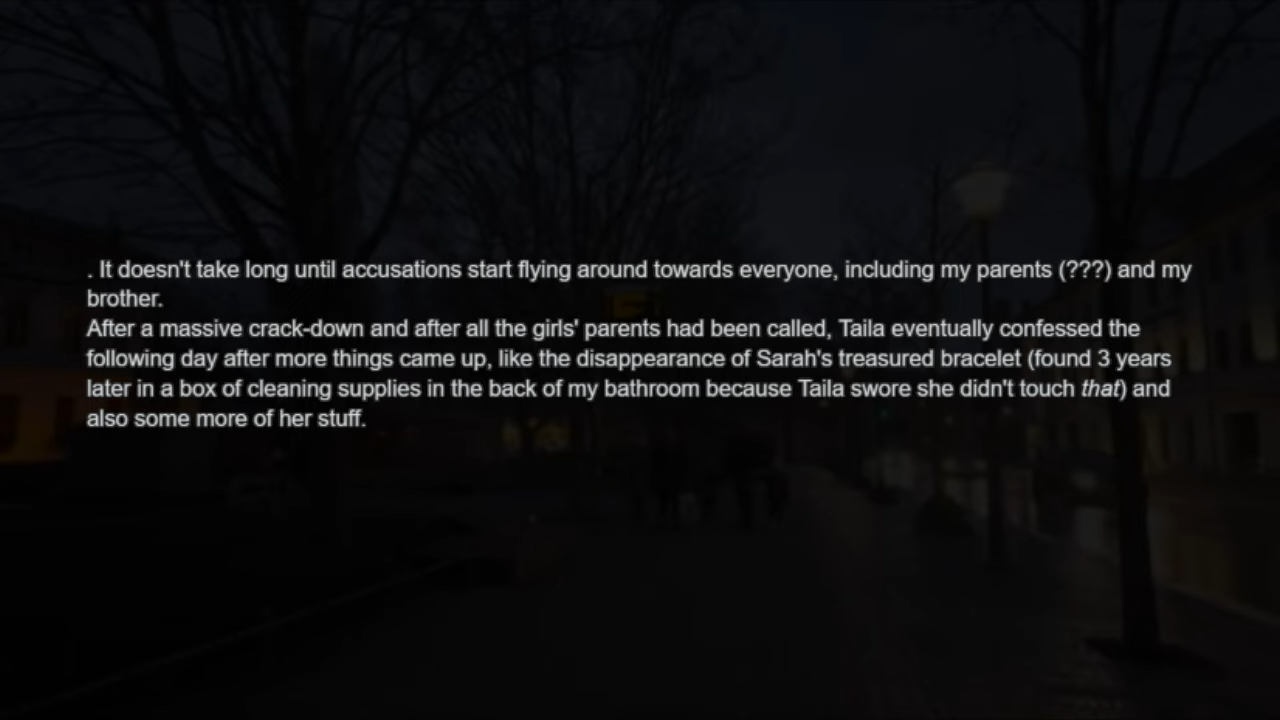 . It doesn't take long until accusations start flying around towards everyone, including my parents (???) and my
brother.
After a massive crack-down and after all the girls' parents had been called, Taila eventually confessed the
following day after more things came up, like the disappearance of Sarah's treasured bracelet (found 3 years
later in a box of cleaning supplies in the back of my bathroom because Taila swore she didn't touch that) and
also some more of her stuff.